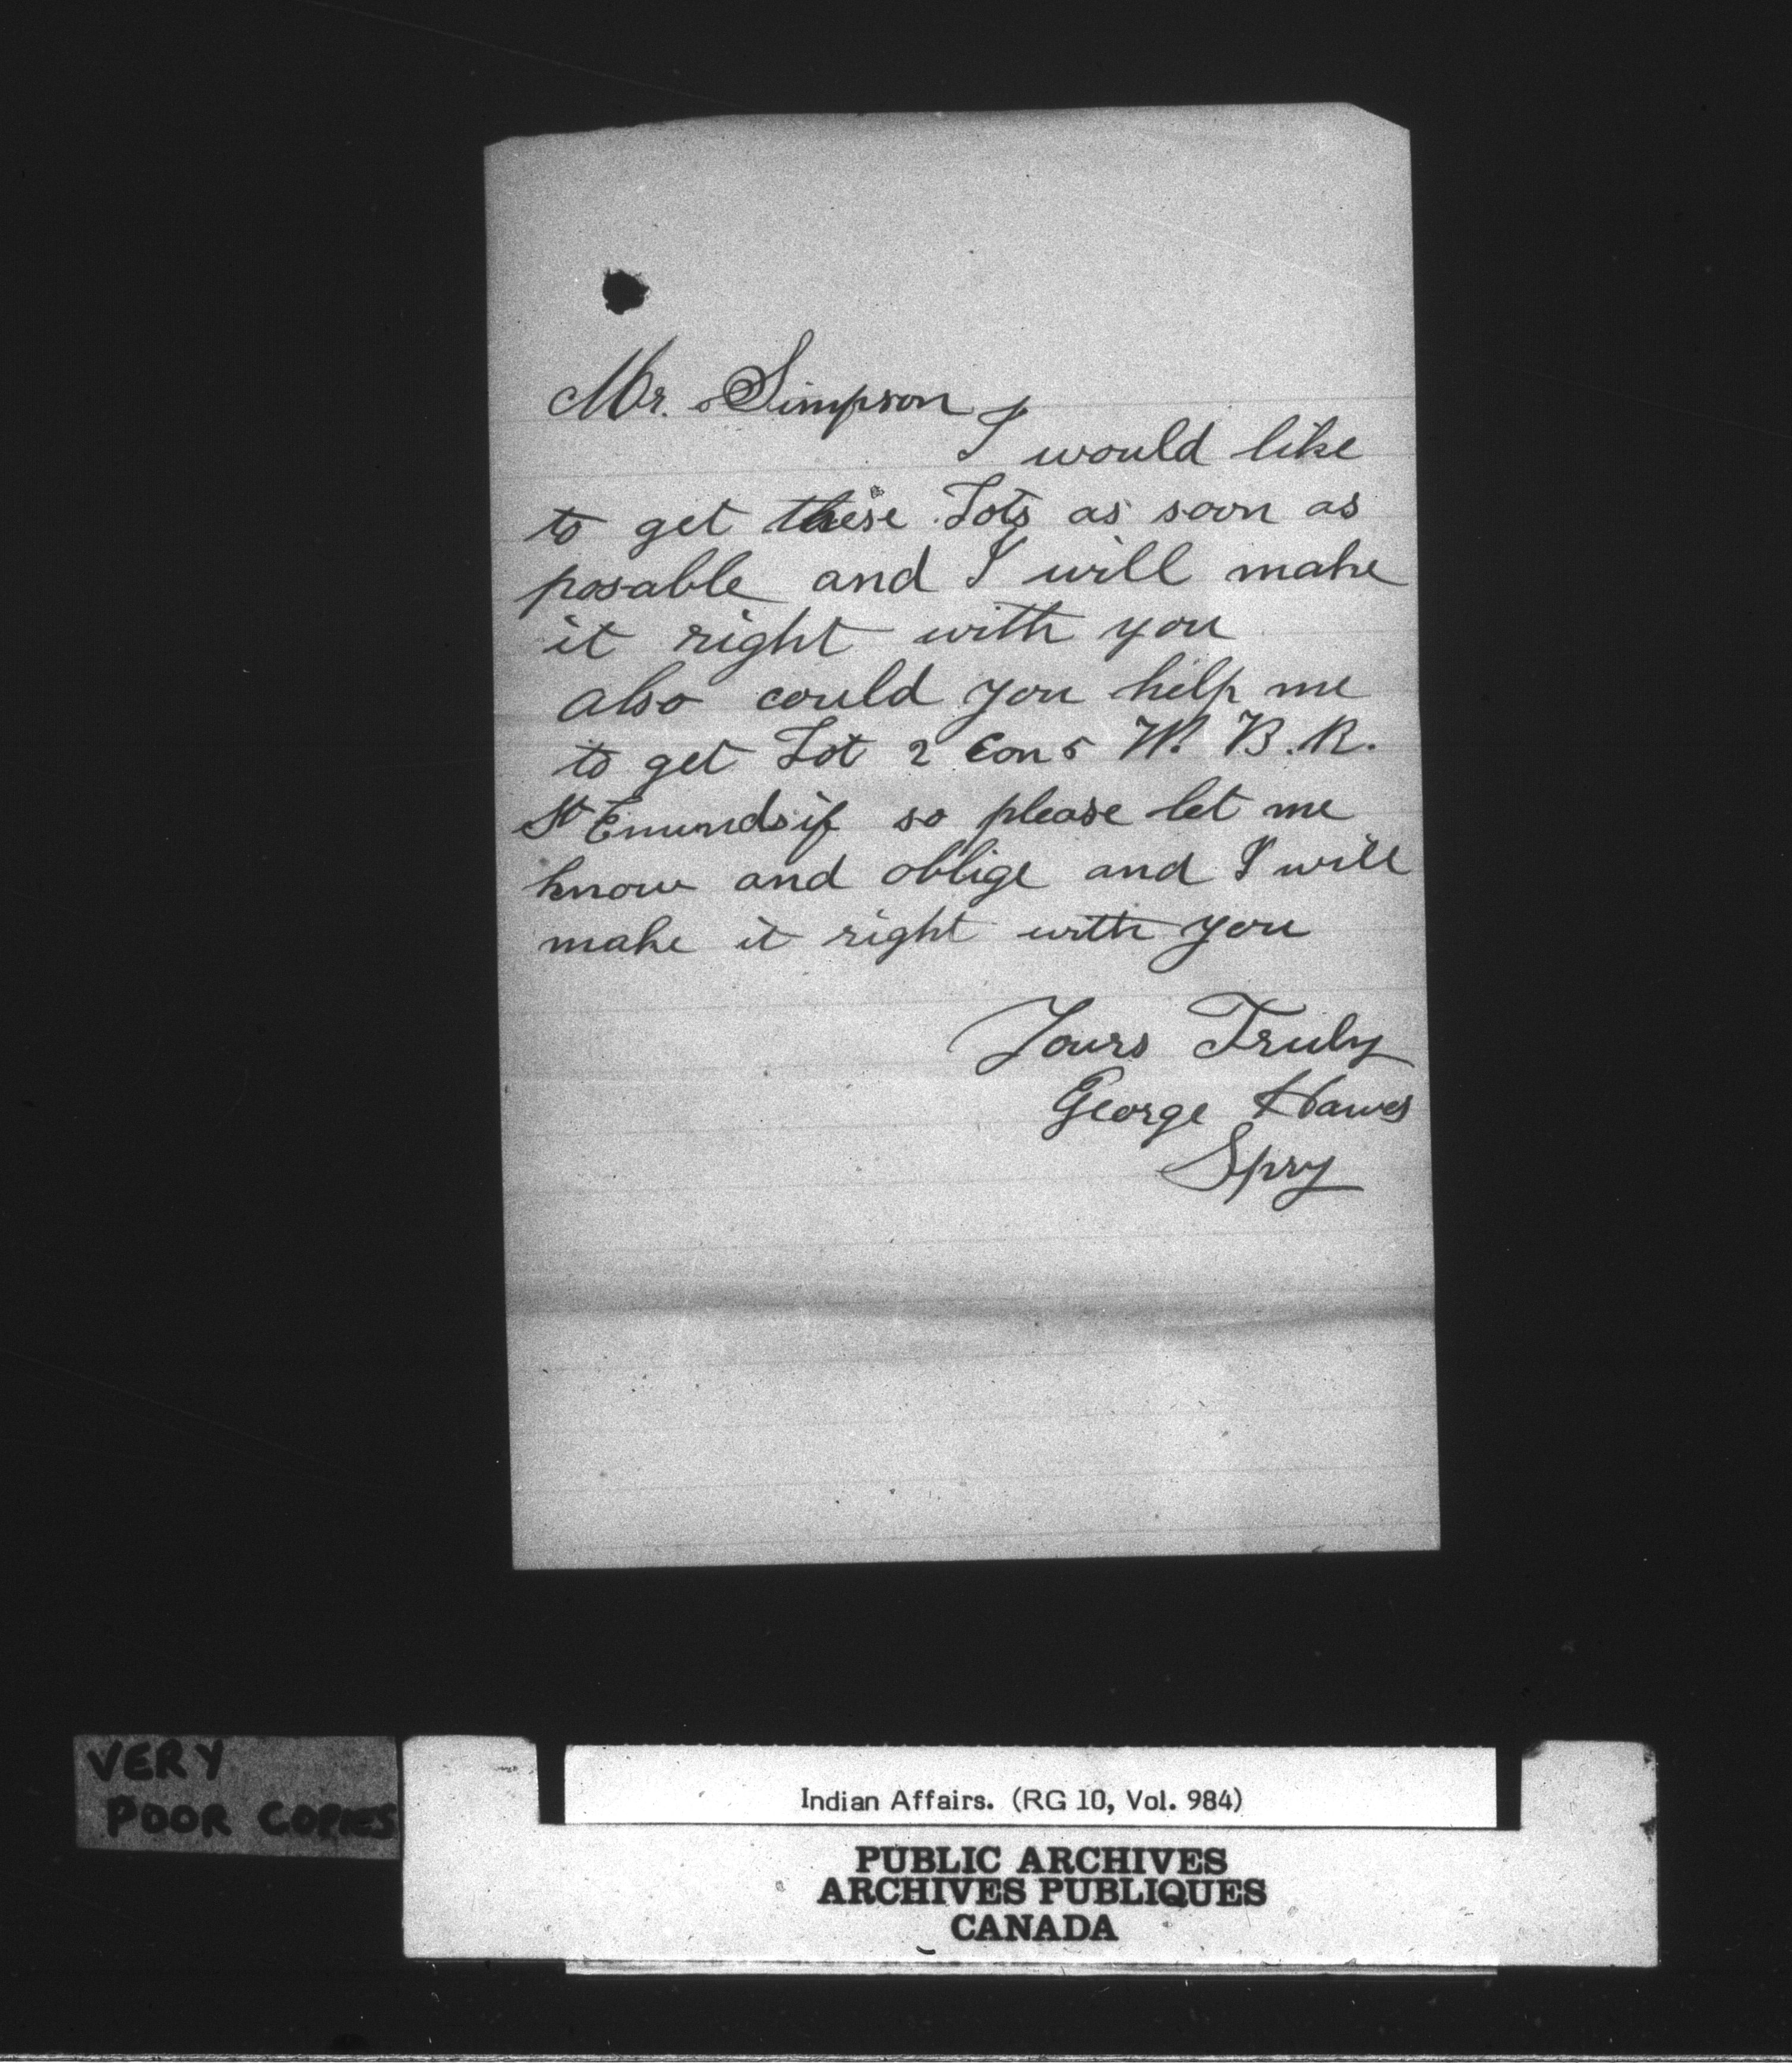 Mr. Simpson,
I would like
to get these Lots as soon as
posable and I will make
it right with you
also could you help me
to get Lot 2 Con 5 W. B. R.
St Emunds if so please let me
know and oblige and I will
make it right with you
Yours Truly
George Hawes
Spry
VERY
POOR COPIES
Indian Affairs. (RG 10, Vol. 984)
PUBLIC ARCHIVES
ARCHIVES PUBLIQUES
CANADA